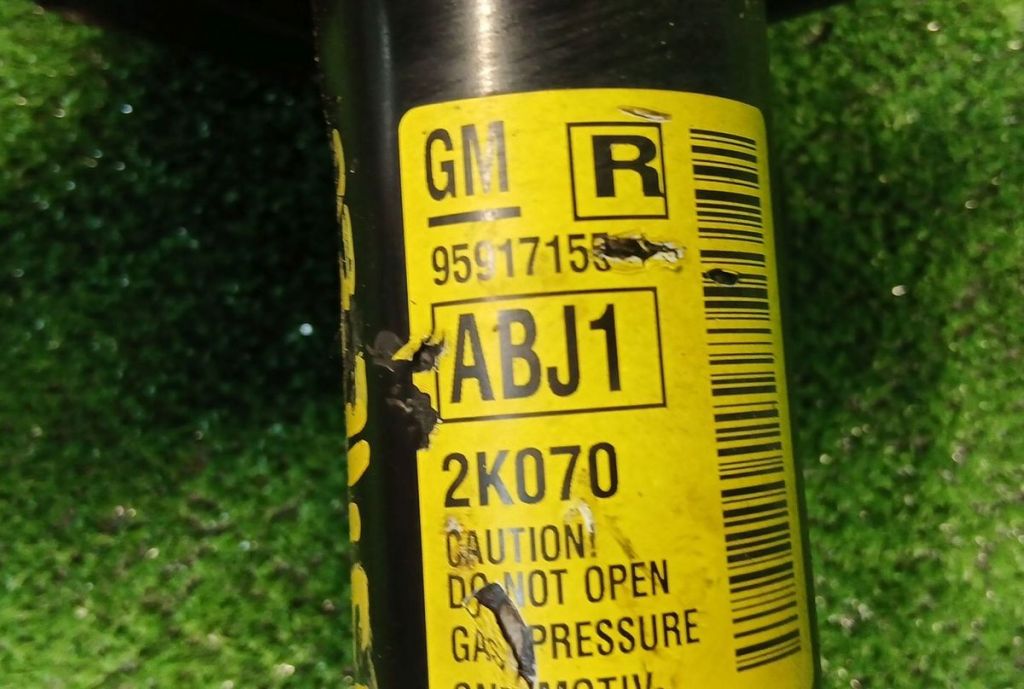 GM R
95917155
ABJ1
2K070
CAUTION!
DO NOT OPEN
GAS PRESSURE